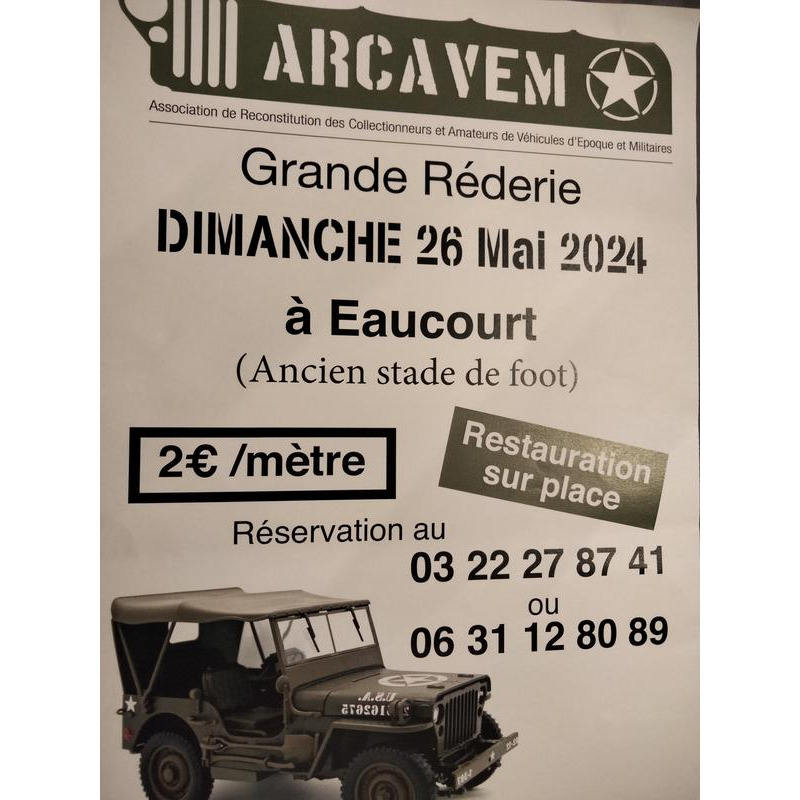 ARCAVEM
Association de Reconstitution des Collectionneurs et Amateurs de Véhicules d'Epoque et Militaires
Grande Réderie
DIMANCHE 26 Mai 2024
à Eaucourt
(Ancien stade de foot)
2€ /mètre
Restauration
sur place
Réservation au
03 22 27 87 41
ou
06 31 12 80 89
U.S.A.